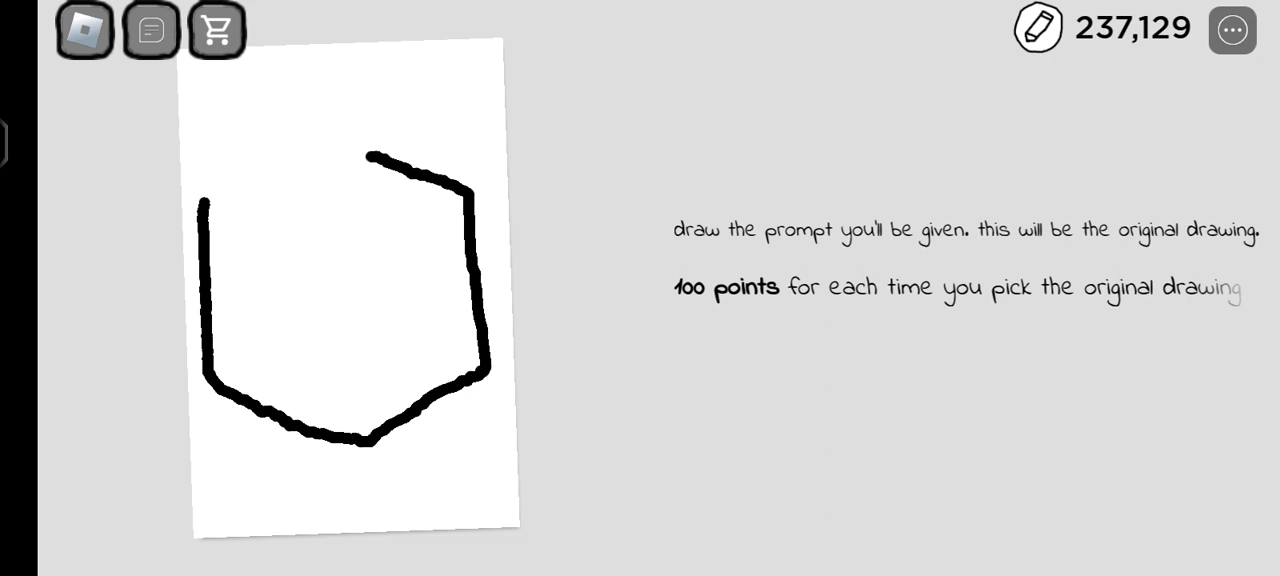 237,129
draw the prompt you'll be given. this will be the original drawing.
100 points for each time you pick the original drawing